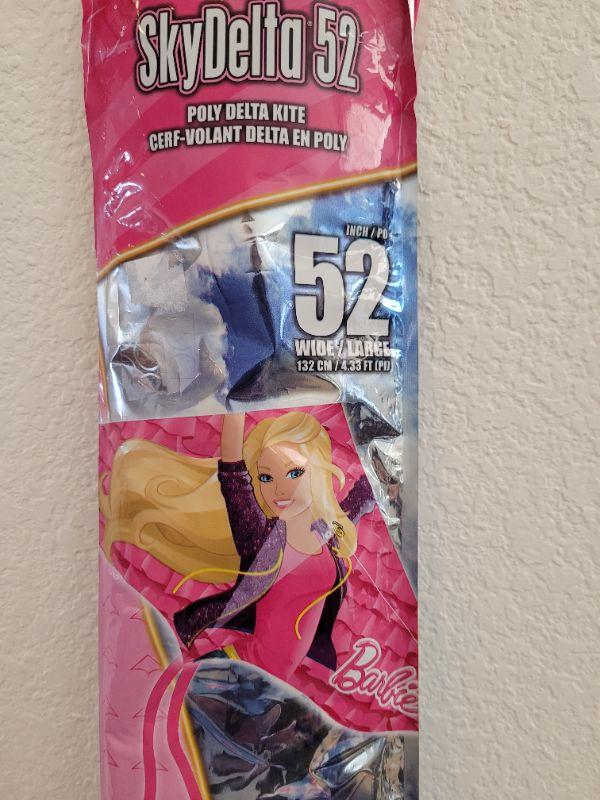 SkyDelta 52
POLY DELTA KITE
CERF-VOLANT DELTA EN POLY
INCH / PO
52
WIDE / LARGE
132 CM / 4.33 FT (PI)
Barbie